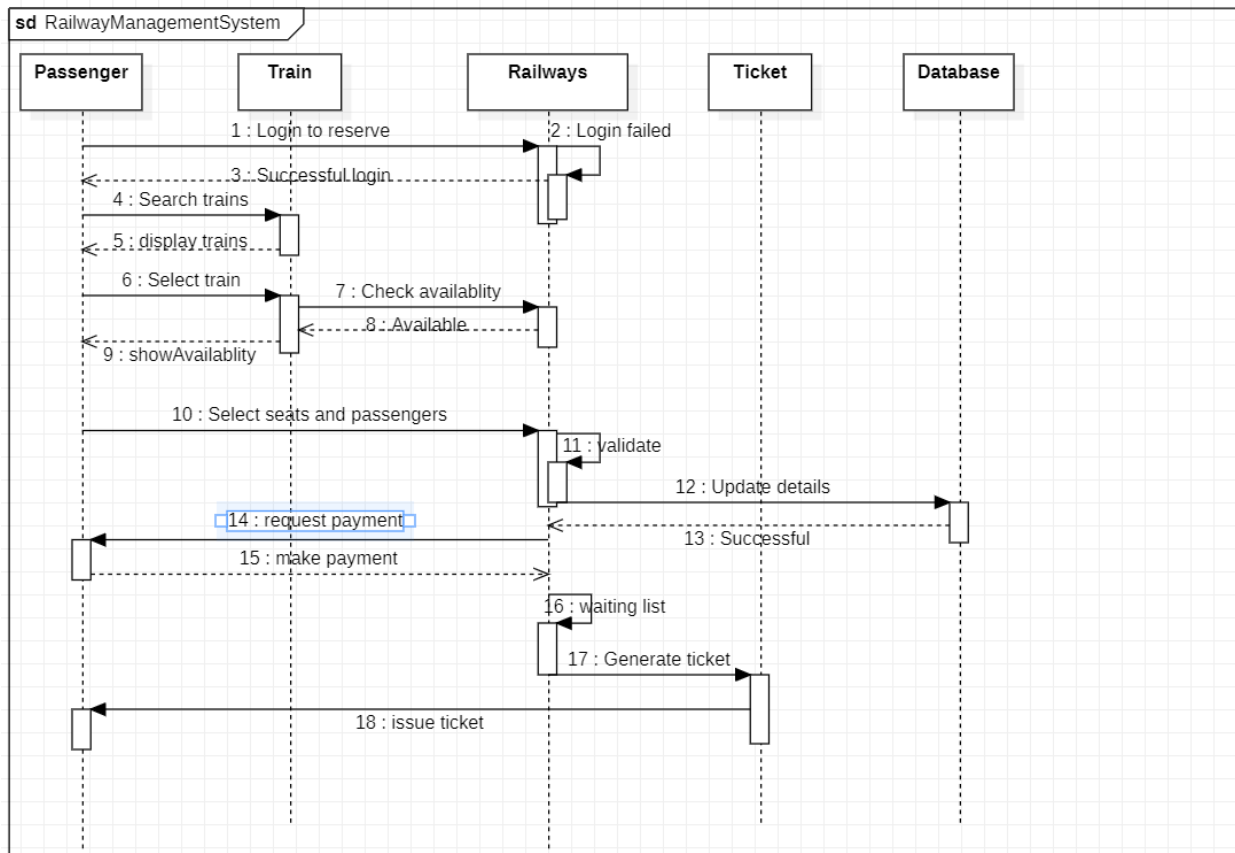 sd RailwayManagementSystem
Passenger
Train
Railways
Ticket
Database
1 : Login to reserve
2 : Login failed
3 : Successful login
4 : Search trains
5 : display trains
6 : Select train
7 : Check availablity
8 : Available
9 : showAvailablity
10 : Select seats and passengers
11 : validate
12 : Update details
14 : request payment
13 : Successful
15 : make payment
16 : waiting list
17 : Generate ticket
18 : issue ticket